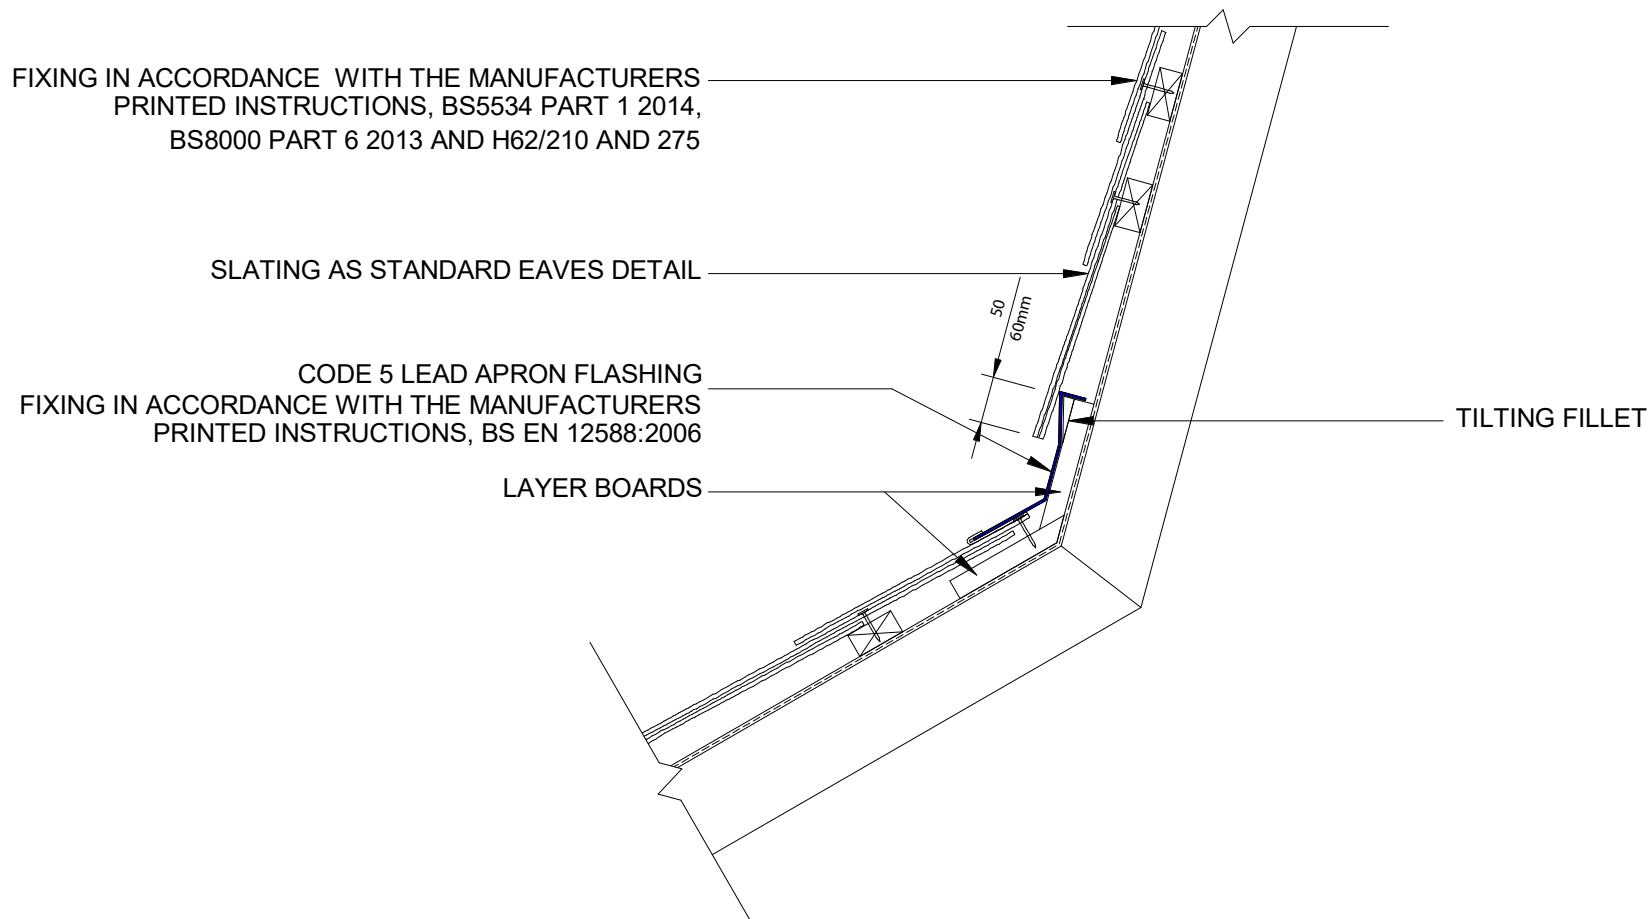 FIXING IN ACCORDANCE WITH THE MANUFACTURERS
PRINTED INSTRUCTIONS, BS5534 PART 1 2014,
BS8000 PART 6 2013 AND H62/210 AND 275
SLATING AS STANDARD EAVES DETAIL
50
60mm
CODE 5 LEAD APRON FLASHING
FIXING IN ACCORDANCE WITH THE MANUFACTURERS
PRINTED INSTRUCTIONS, BS EN 12588:2006
TILTING FILLET
LAYER BOARDS